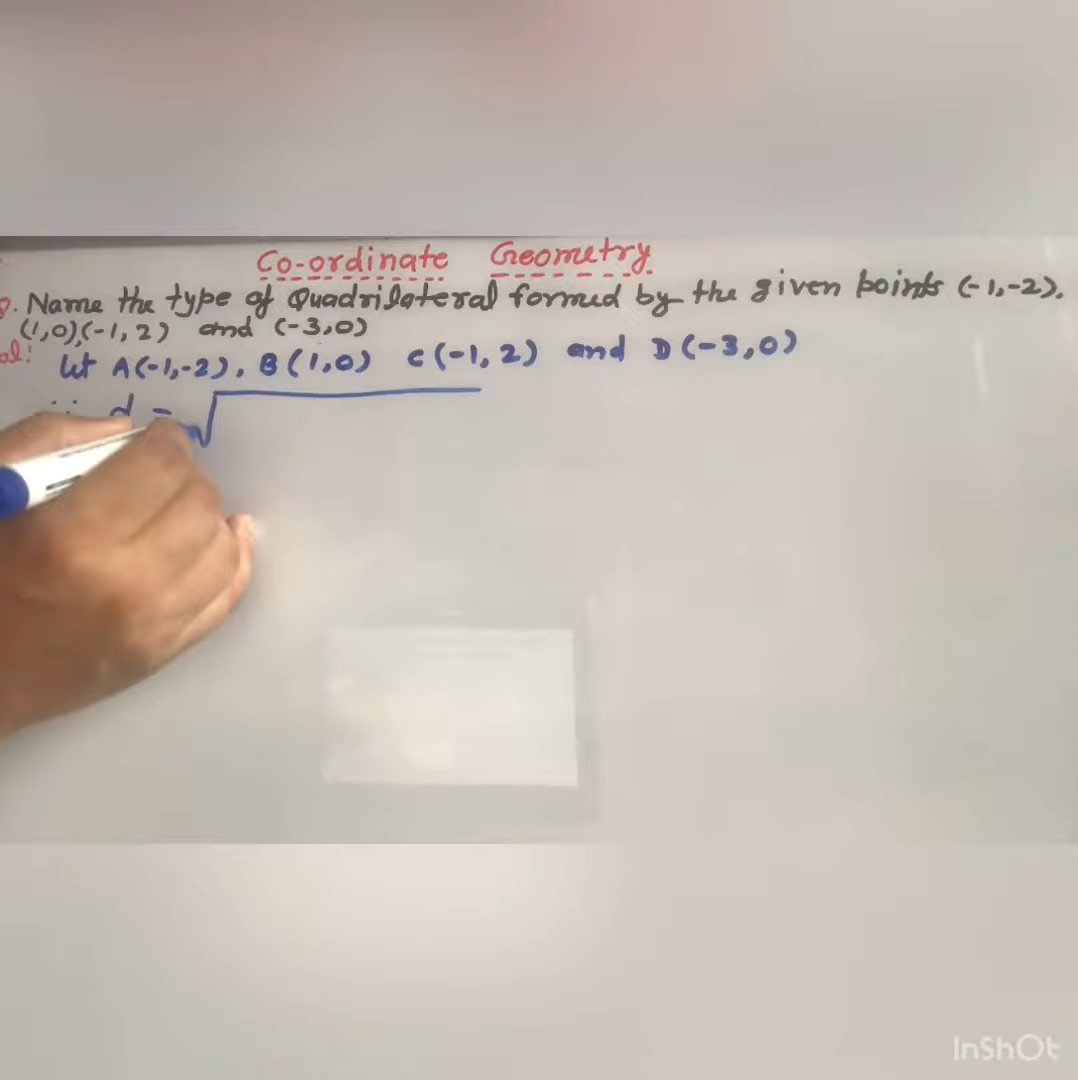 Co-ordinate Geometry
Q. Name the type of Quadrilateral formed by the given points (-1,-2),
(1,0),(-1,2) and (-3,0)
ol:
let A(-1,-2), B(1,0) C(-1,2) and D(-3,0)
∵ d = √
InShOt